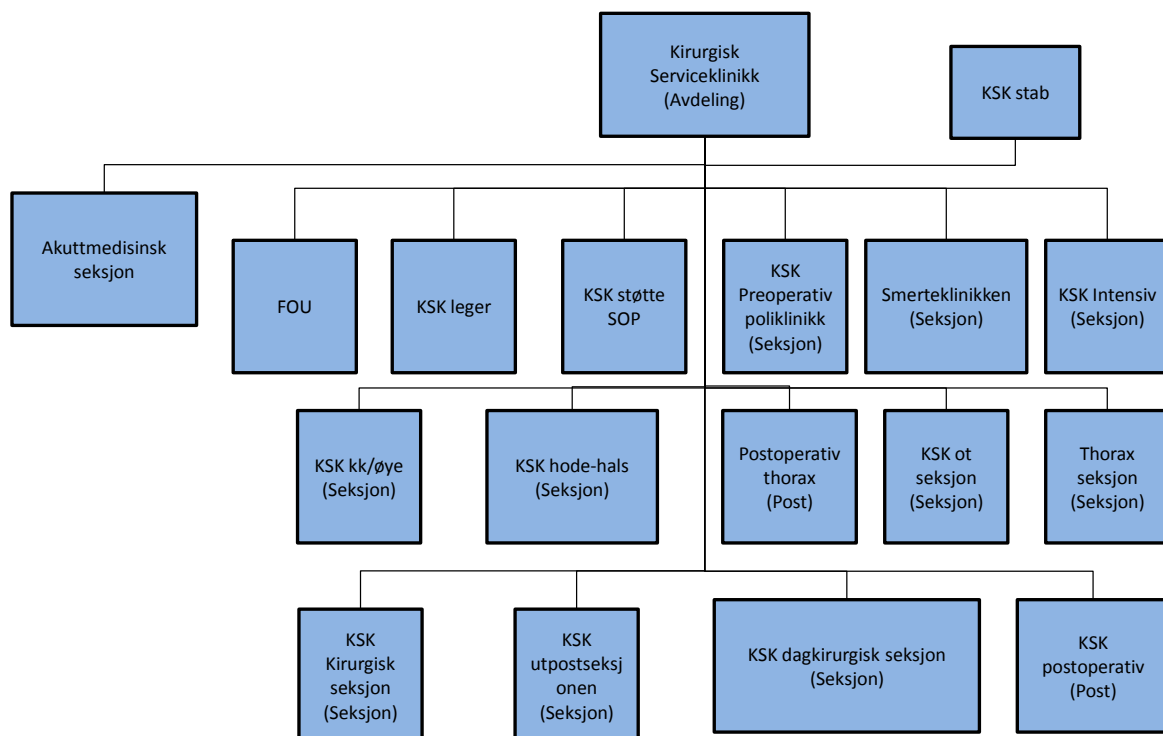 Kirurgisk
Serviceklinikk
(Avdeling)
KSK stab
Akuttmedisinsk
seksjon
FOU
KSK leger
KSK støtte
SOP
KSK
Preoperativ
poliklinikk
(Seksjon)
Smerteklinikken
(Seksjon)
KSK Intensiv
(Seksjon)
KSK kk/øye
(Seksjon)
KSK hode-hals
(Seksjon)
Postoperativ
thorax
(Post)
KSK ot
seksjon
(Seksjon)
Thorax
seksjon
(Seksjon)
KSK
Kirurgisk
seksjon
(Seksjon)
KSK
utpostseksj
onen
(Seksjon)
KSK dagkirurgisk seksjon
(Seksjon)
KSK
postoperativ
(Post)